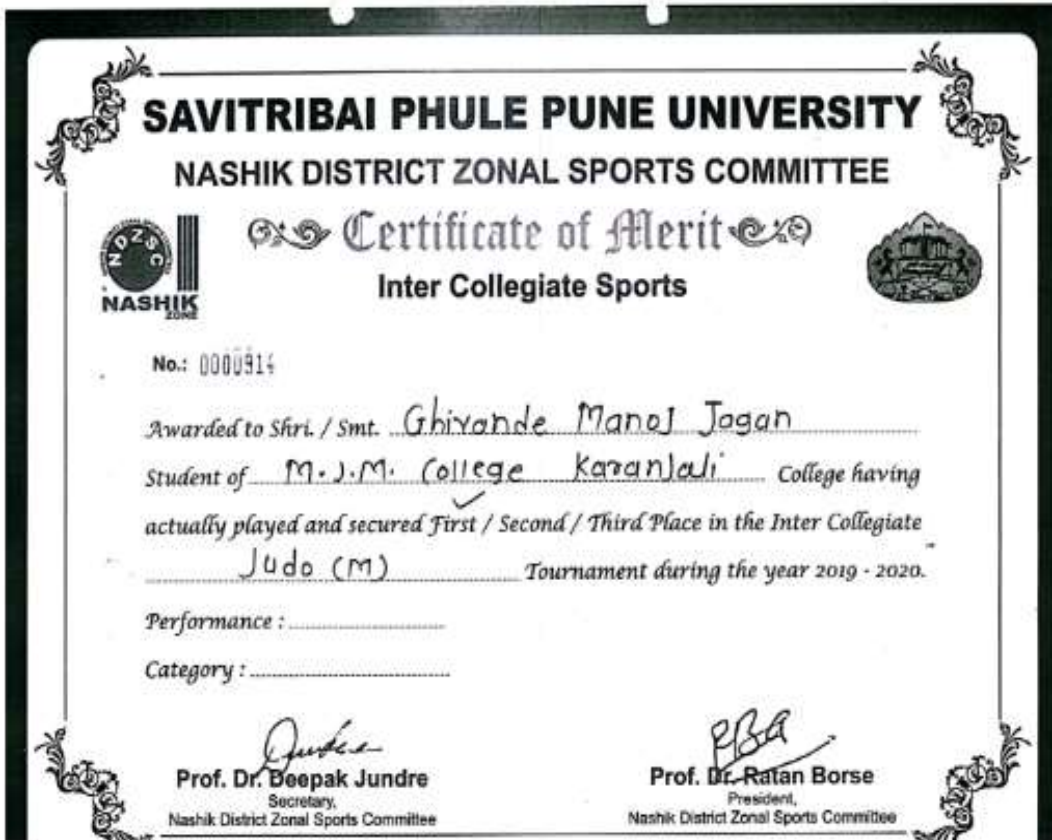 SAVITRIBAI PHULE PUNE UNIVERSITY
NASHIK DISTRICT ZONAL SPORTS COMMITTEE
Certificate of Merit
NDZSC
NASHIK
ZONE
Inter Collegiate Sports
No.: 0000914
Awarded to Shri. / Smt. Ghivande Manoj Jagan
Student of M.J.M. College Karanjali College having
actually played and secured First / Second / Third Place in the Inter Collegiate
Judo (M) Tournament during the year 2019 - 2020.
Performance :
Category :
Prof. Dr. Deepak Jundre
Secretary,
Nashik District Zonal Sports Committee
Prof. Dr. Ratan Borse
President,
Nashik District Zonal Sports Committee